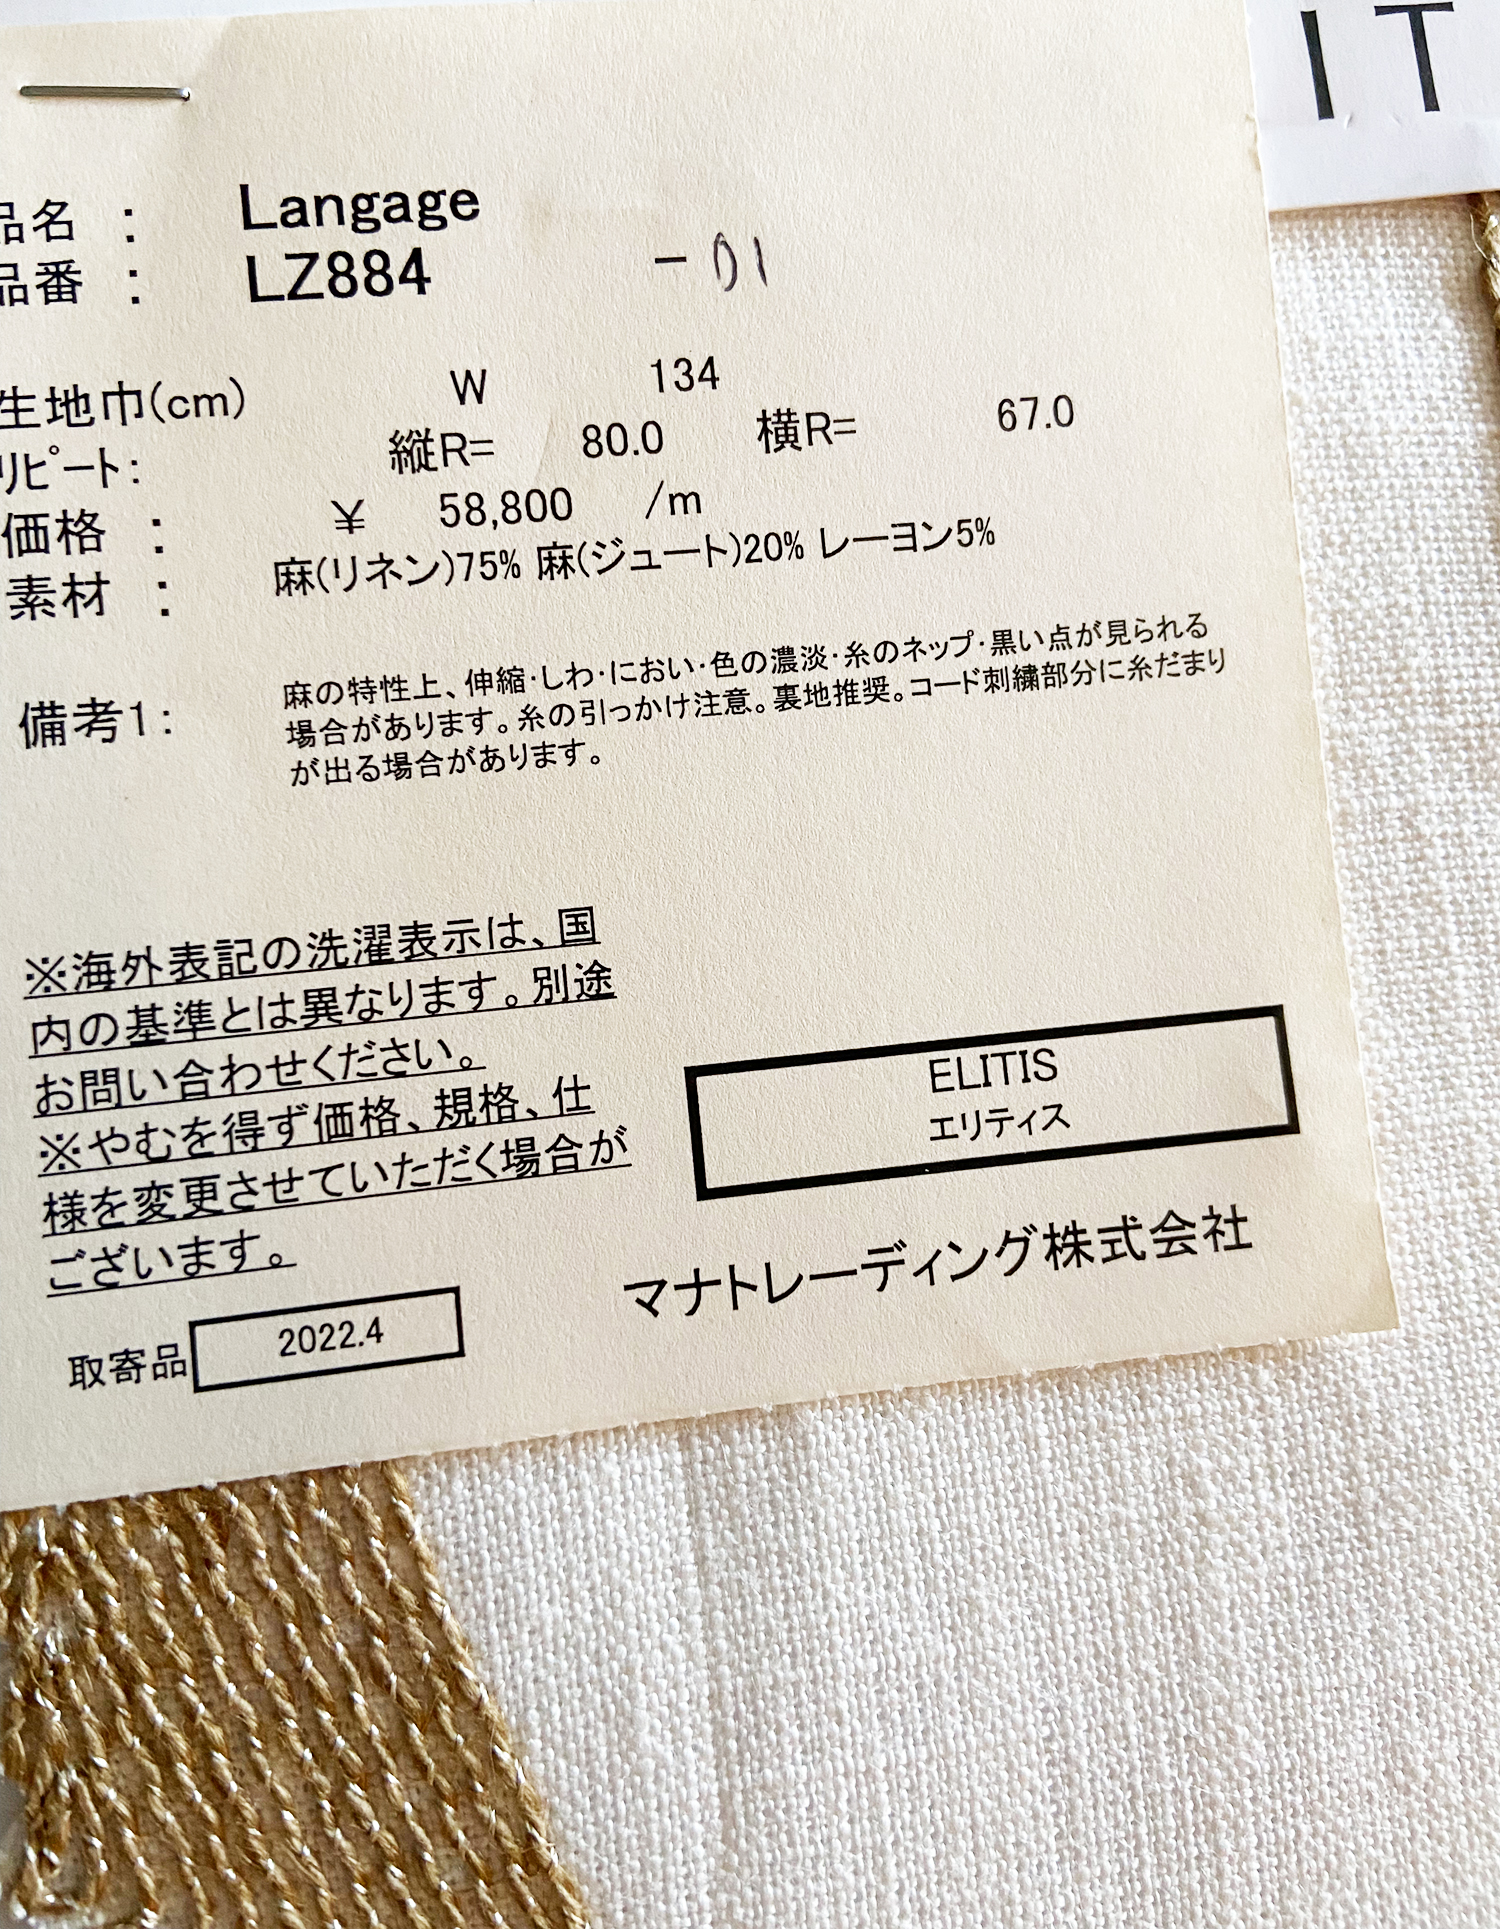 IT
品名 : Langage
品番 : LZ884 -01
生地巾(cm) W 134
リピート: 縦R= 80.0 横R= 67.0
価格 : ¥ 58,800 /m
素材 : 麻(リネン)75% 麻(ジュート)20% レーヨン5%
備考1: 麻の特性上、伸縮·しわ·におい·色の濃淡·糸のネップ·黒い点が見られる
場合があります。糸の引っかけ注意。裏地推奨。コード刺繍部分に糸だまり
が出る場合があります。
※海外表記の洗濯表示は、国
内の基準とは異なります。別途
お問い合わせください。
※やむを得ず価格、規格、仕
様を変更させていただく場合が
ございます。
ELITIS
エリティス
マナトレーディング株式会社
取寄品 2022.4